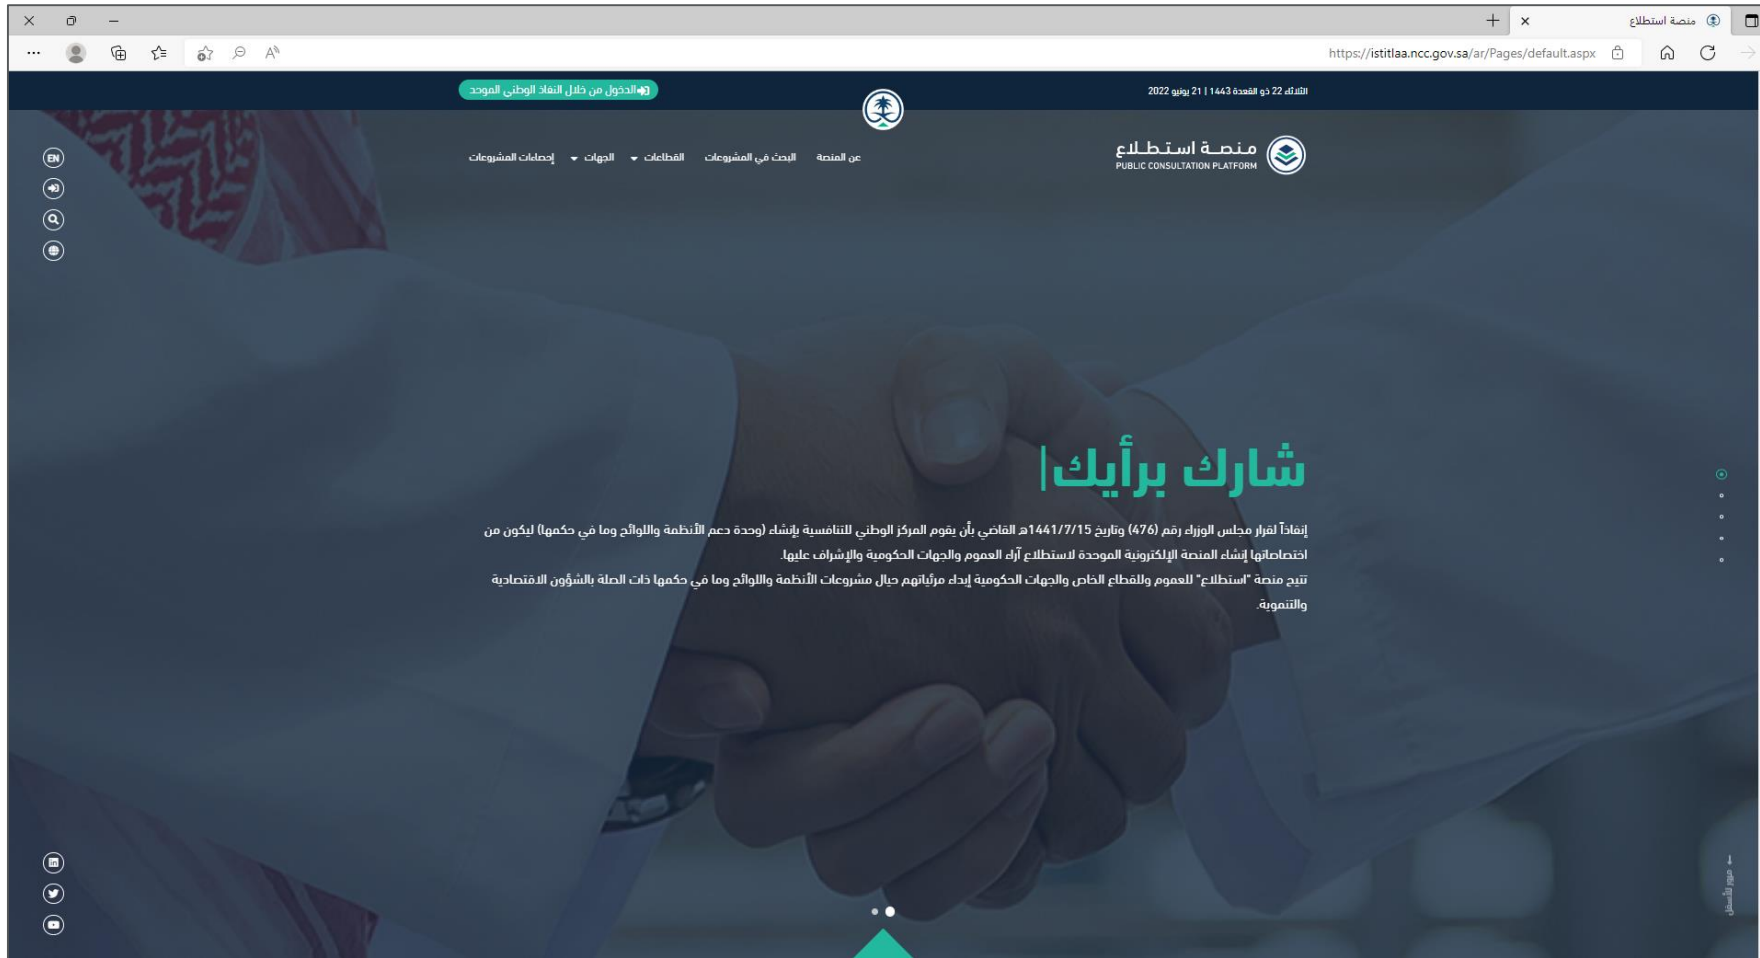 منصة استطلاع
https://istitlaa.ncc.gov.sa/ar/Pages/default.aspx
الثلاثاء 22 ذو القعدة 1443 | 21 يونيو 2022
الدخول من خلال النفاذ الوطني الموحد
منصة استطلاع
PUBLIC CONSULTATION PLATFORM
عن المنصة البحث في المشروعات القطاعات الجهات إحصاءات المشروعات
EN
شارك برأيك
إنفاذاً لقرار مجلس الوزراء رقم (476) وتاريخ 1441/7/15هـ القاضي بأن يقوم المركز الوطني للتنافسية بإنشاء (وحدة دعم الأنظمة واللوائح وما في حكمها) ليكون من
اختصاصاتها إنشاء المنصة الإلكترونية الموحدة لاستطلاع آراء العموم والجهات الحكومية والإشراف عليها.
تتيح منصة "استطلاع" للعموم وللقطاع الخاص والجهات الحكومية إبداء مرئياتهم حيال مشروعات الأنظمة واللوائح وما في حكمها ذات الصلة بالشؤون الاقتصادية
والتنموية.